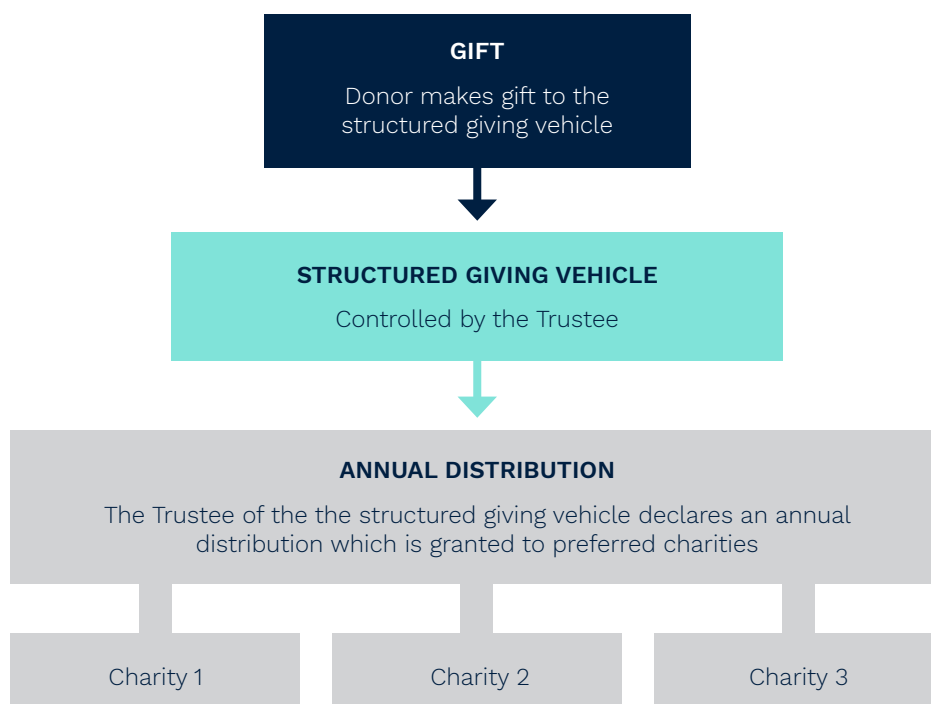 GIFT
Donor makes gift to the
structured giving vehicle
STRUCTURED GIVING VEHICLE
Controlled by the Trustee
ANNUAL DISTRIBUTION
The Trustee of the the structured giving vehicle declares an annual
distribution which is granted to preferred charities
Charity 1
Charity 2
Charity 3